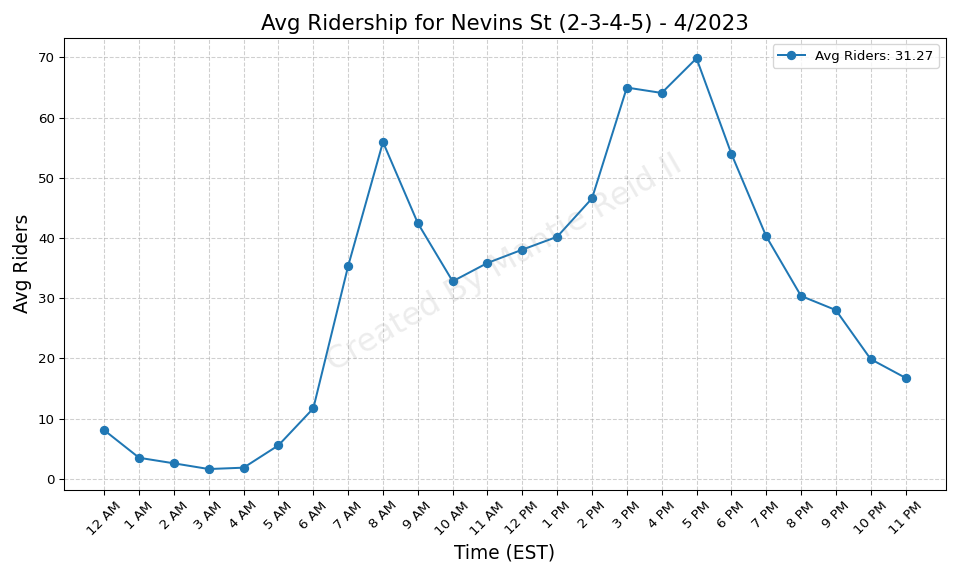 Avg Ridership for Nevins St (2-3-4-5) - 4/2023
Avg Riders: 31.27
Avg Riders
70
60
50
40
30
20
10
0
Created By Mantie Reid II
12 AM
1 AM
2 AM
3 AM
4 AM
5 AM
6 AM
7 AM
8 AM
9 AM
10 AM
11 AM
12 PM
1 PM
2 PM
3 PM
4 PM
5 PM
6 PM
7 PM
8 PM
9 PM
10 PM
11 PM
Time (EST)